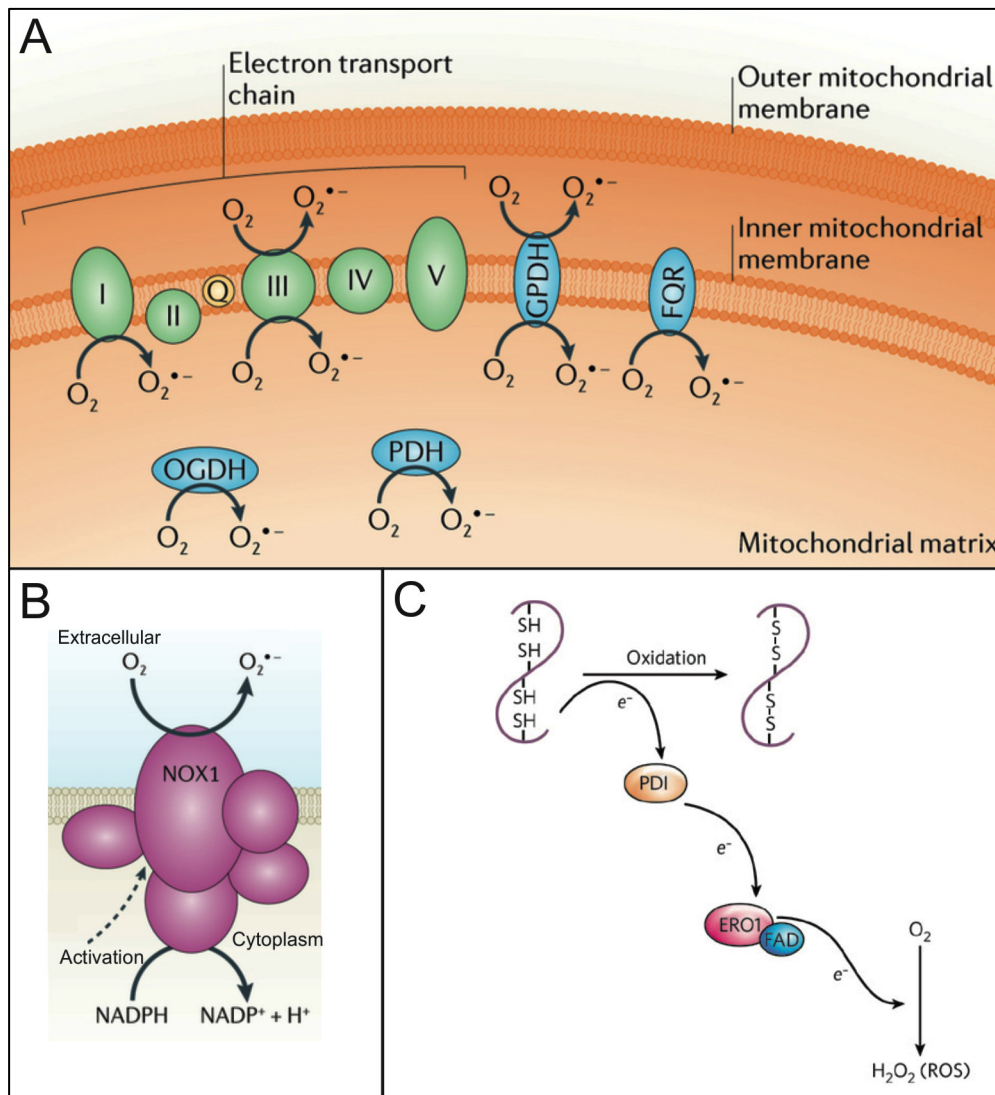 A
Electron transport
chain
Outer mitochondrial
membrane
Inner mitochondrial
membrane
O₂
O₂•−
O₂
O₂•−
I
II
Q
III
IV
V
GPDH
FQR
O₂
O₂•−
O₂
O₂•−
O₂
O₂•−
O₂
O₂•−
OGDH
PDH
O₂
O₂•−
O₂
O₂•−
Mitochondrial matrix
B
Extracellular
O₂
O₂•−
NOX1
Activation
Cytoplasm
NADPH
NADP⁺ + H⁺
C
SH
SH
SH
SH
Oxidation
e⁻
S
S
S
S
PDI
e⁻
ERO1
FAD
e⁻
O₂
H₂O₂ (ROS)